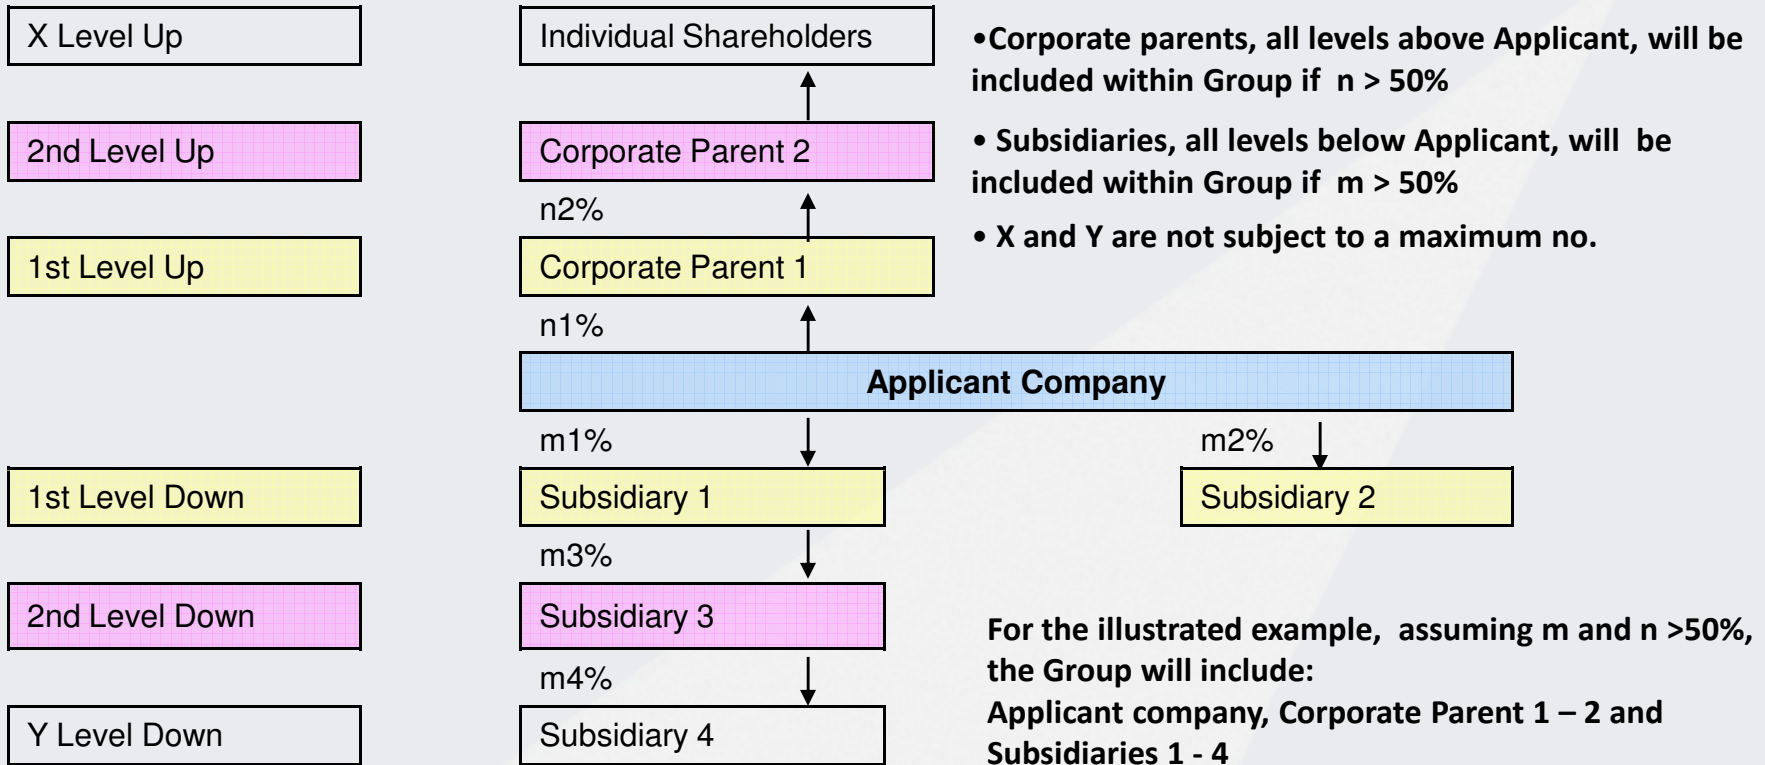 X Level Up
Individual Shareholders
•Corporate parents, all levels above Applicant, will be
included within Group if n > 50%
2nd Level Up
Corporate Parent 2
• Subsidiaries, all levels below Applicant, will be
included within Group if m > 50%
n2%
• X and Y are not subject to a maximum no.
1st Level Up
Corporate Parent 1
n1%
Applicant Company
m1%
m2%
1st Level Down
Subsidiary 1
Subsidiary 2
m3%
2nd Level Down
Subsidiary 3
For the illustrated example, assuming m and n >50%,
the Group will include:
m4%
Applicant company, Corporate Parent 1 – 2 and
Subsidiaries 1 - 4
Y Level Down
Subsidiary 4